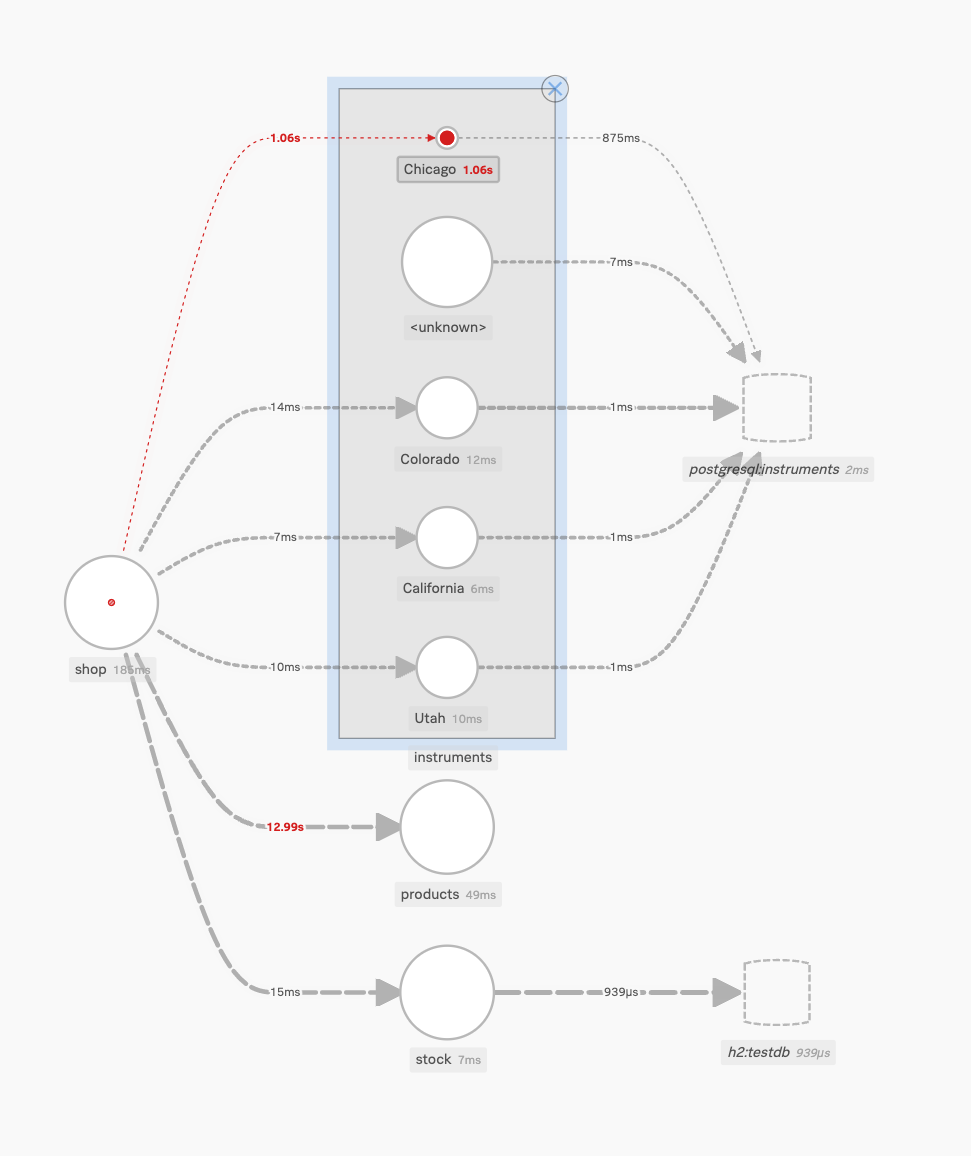 1.06s
875ms
Chicago 1.06s
7ms
<unknown>
14ms
1ms
Colorado 12ms
postgresql:instruments 2ms
7ms
1ms
California 6ms
shop 185ms
10ms
1ms
Utah 10ms
instruments
12.99s
products 49ms
15ms
939μs
stock 7ms
h2:testdb 939μs